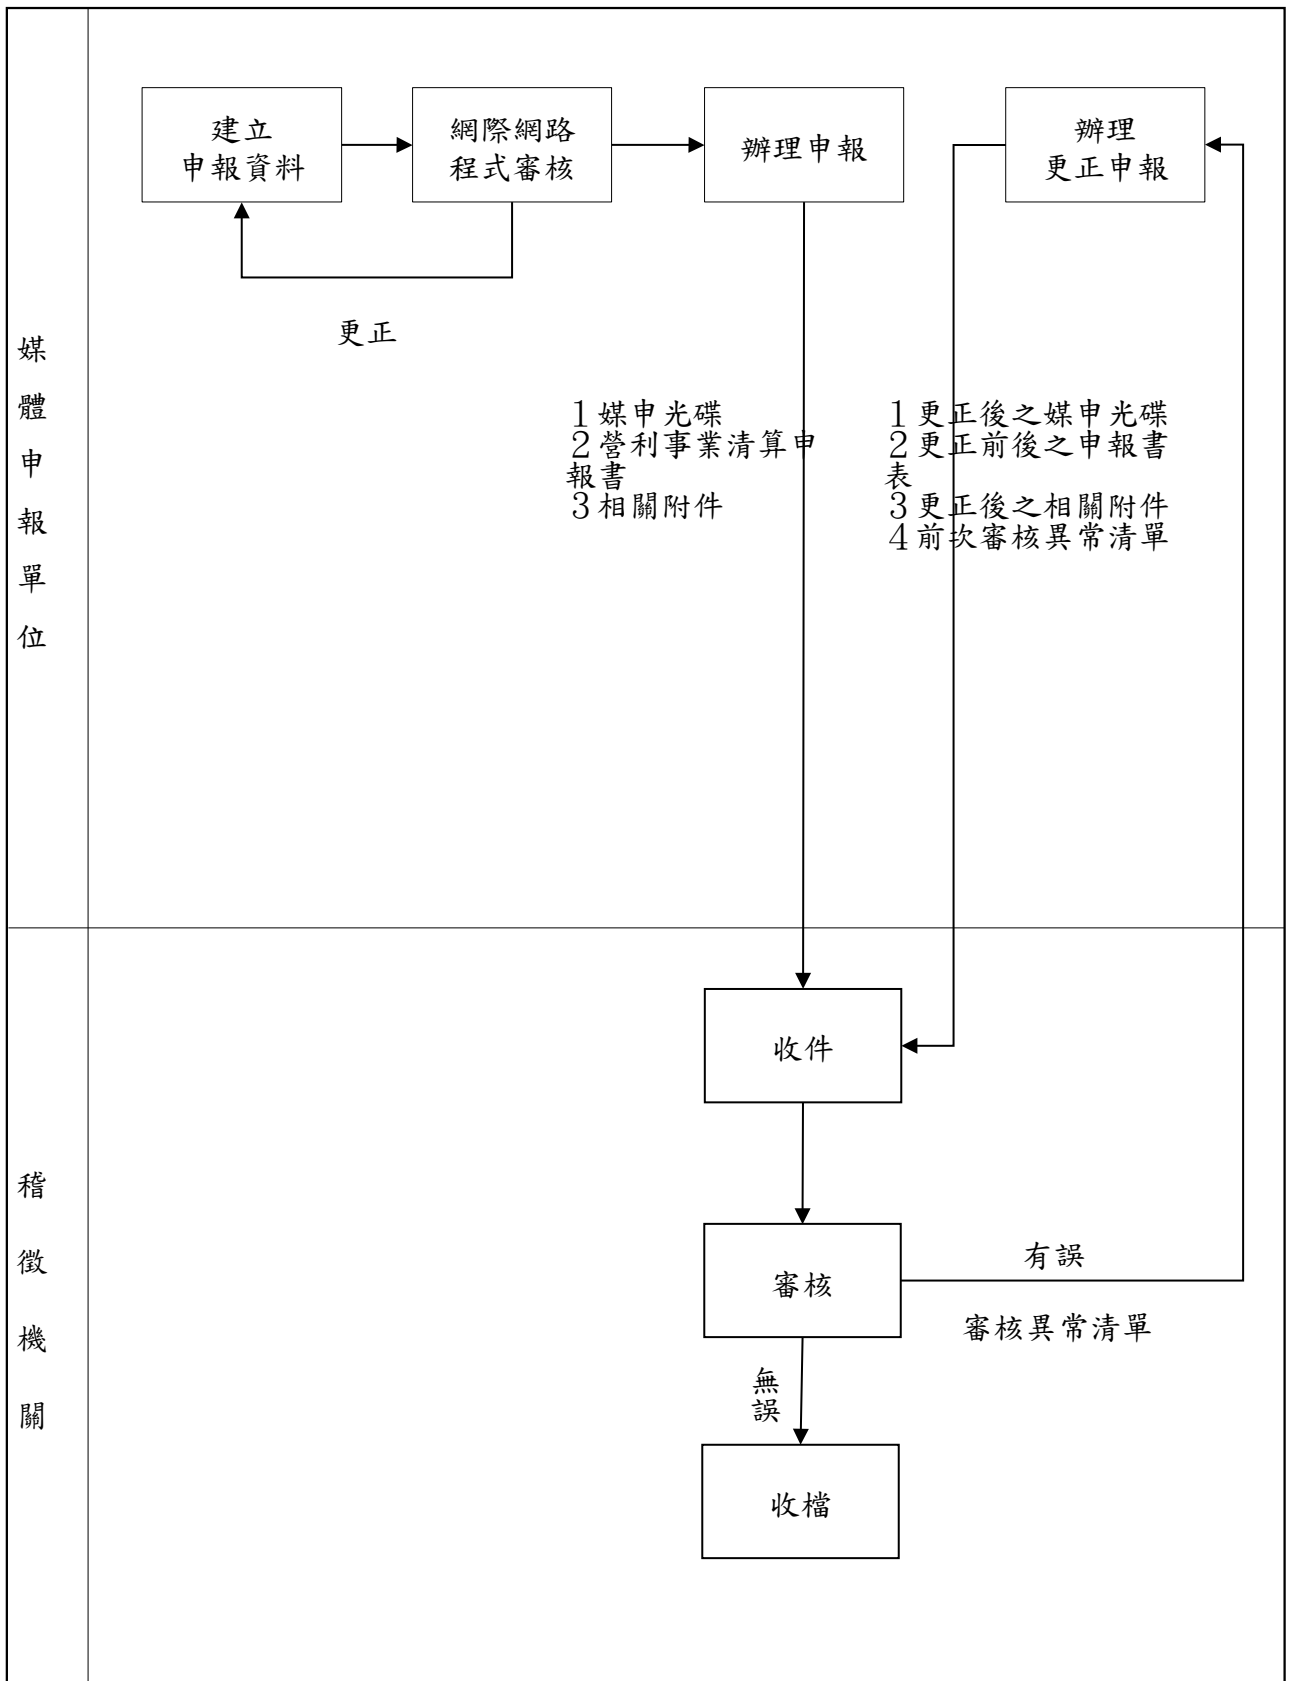 建立
申報資料
網際網路
程式審核
辦理申報
辦理
更正申報
更正
媒體申報單位
1媒申光碟
2營利事業清算申
報書
3相關附件
1更正後之媒申光碟
2更正前後之申報書
表
3更正後之相關附件
4前次審核異常清單
收件
稽徵機關
審核
有誤
審核異常清單
無誤
收檔